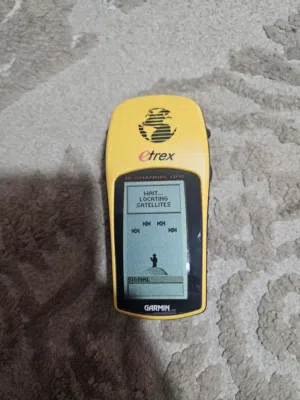 etrex
12 CHANNEL GPS
WAIT...
LOCATING
SATELLITES
SIGNAL
GARMIN